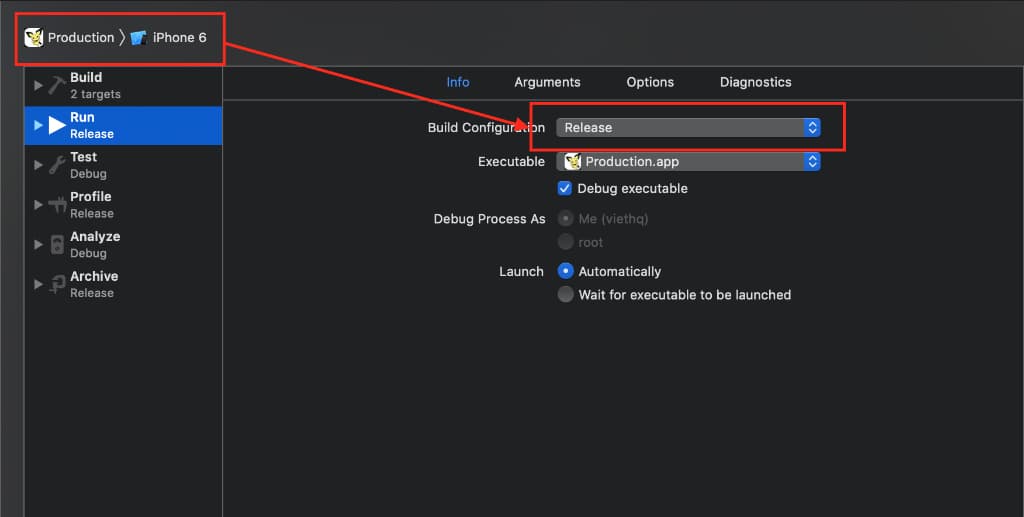 Production 〉 iPhone 6
Build
2 targets
Run
Release
Test
Debug
Profile
Release
Analyze
Debug
Archive
Release
Info Arguments Options Diagnostics
Build Configuration Release
Executable Production.app
Debug executable
Debug Process As Me (viethq)
root
Launch Automatically
Wait for executable to be launched